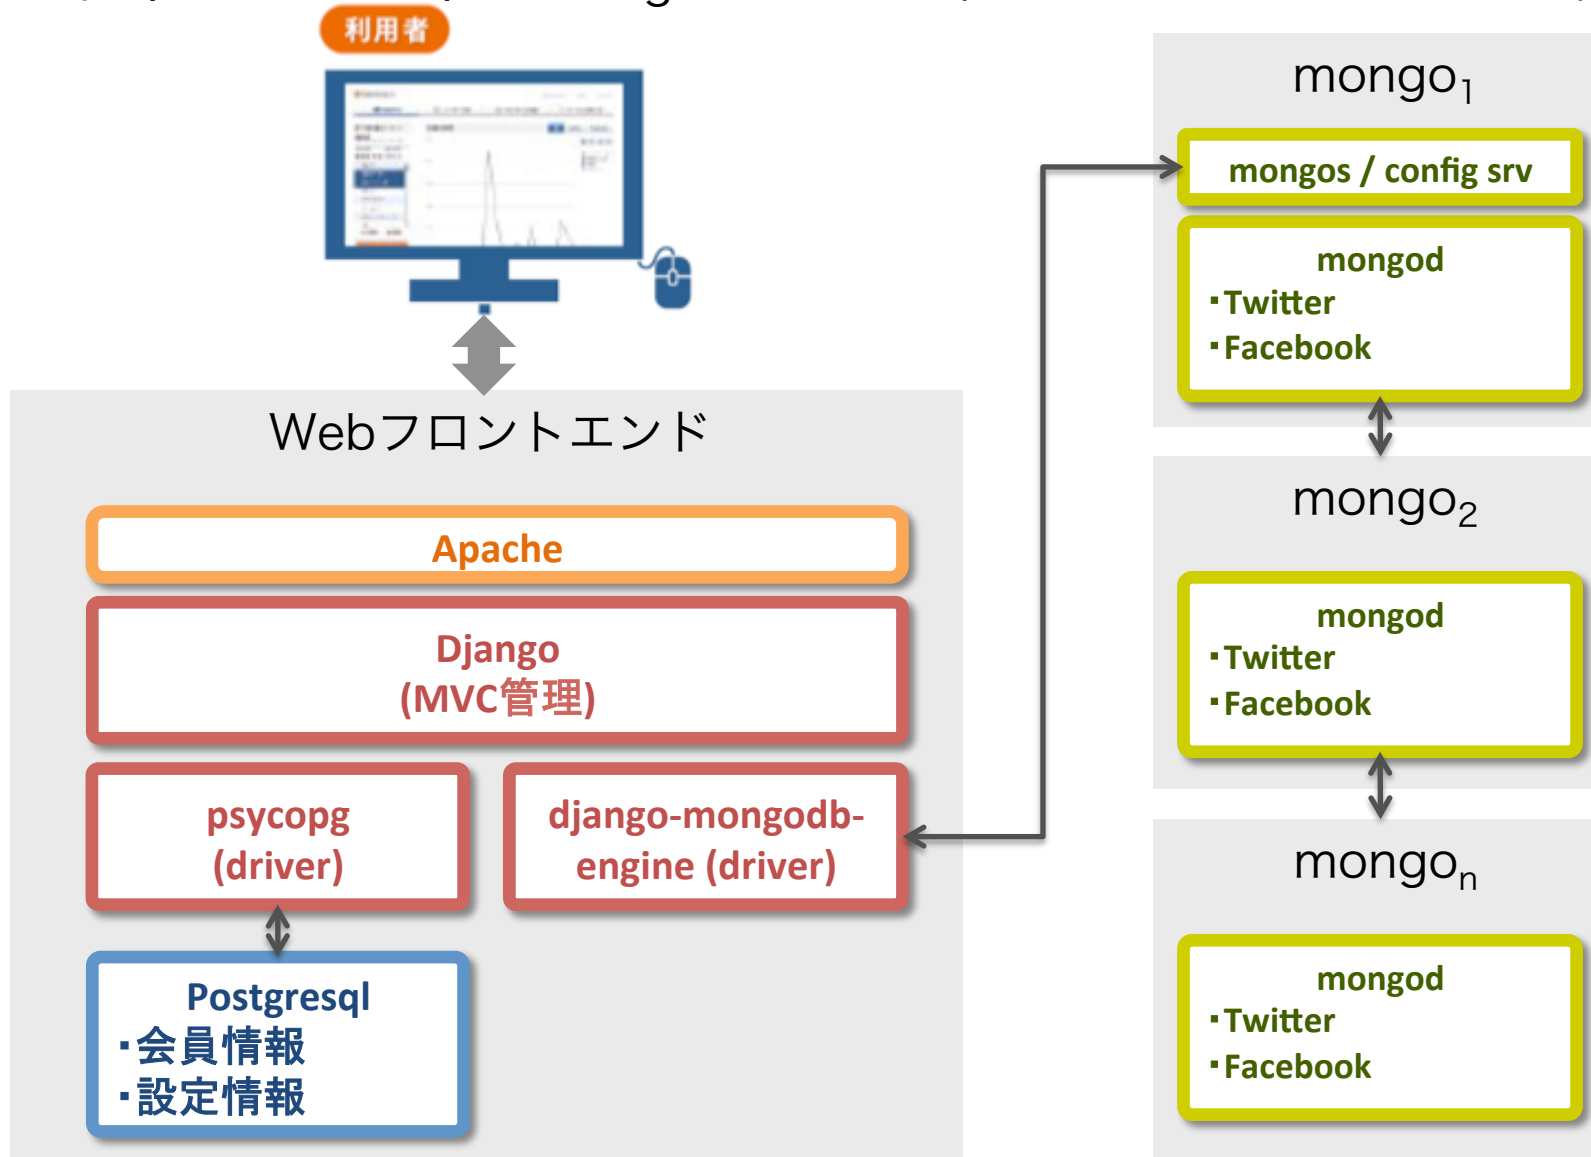 利用者
Webフロントエンド
Apache
Django
(MVC管理)
psycopg
(driver)
django-mongodb-
engine (driver)
Postgresql
・会員情報
・設定情報
mongo1
mongos / config srv
mongod
・Twitter
・Facebook
mongo2
mongod
・Twitter
・Facebook
mongon
mongod
・Twitter
・Facebook